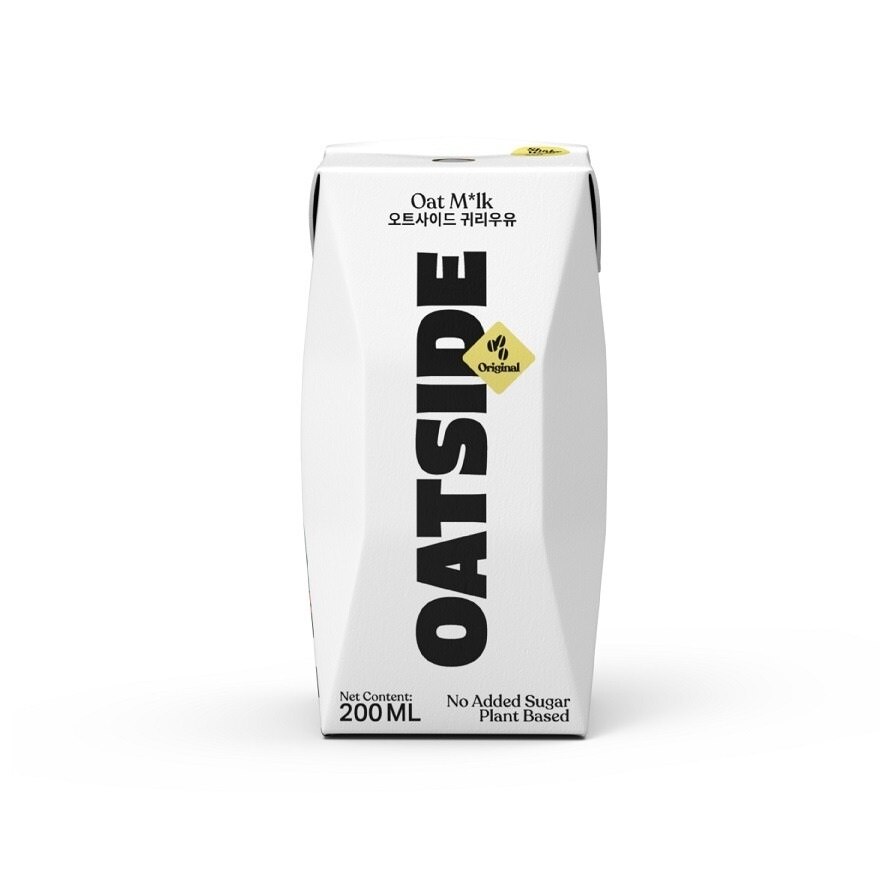 Oat M*lk
오트사이드 귀리우유
OATSIDE
Original
Net Content:
200 ML
No Added Sugar
Plant Based